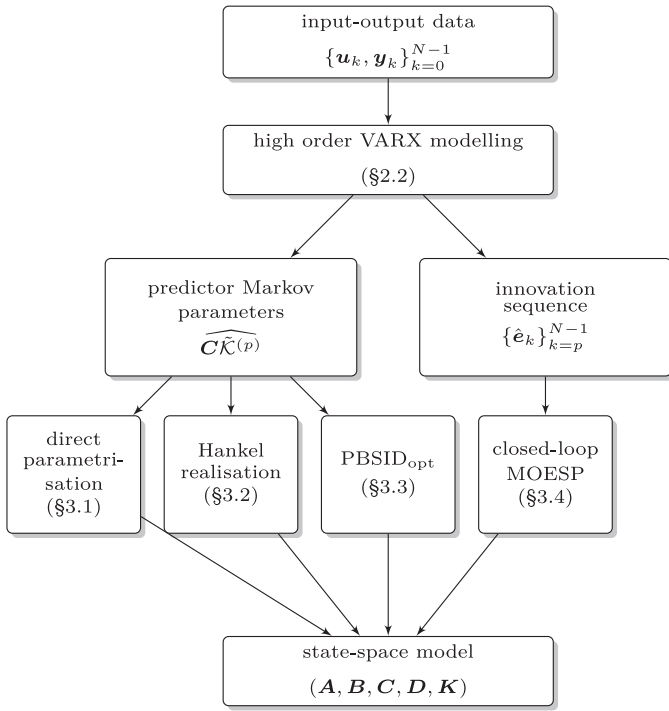 input-output data
{u_k, y_k}_{k=0}^{N-1}
high order VARX modelling
(§2.2)
predictor Markov
parameters
\widehat{C\tilde{\mathcal{K}}^{(p)}}
innovation
sequence
{ê_k}_{k=p}^{N-1}
direct
parametri-
sation
(§3.1)
Hankel
realisation
(§3.2)
PBSID_opt
(§3.3)
closed-loop
MOESP
(§3.4)
state-space model
(A, B, C, D, K)